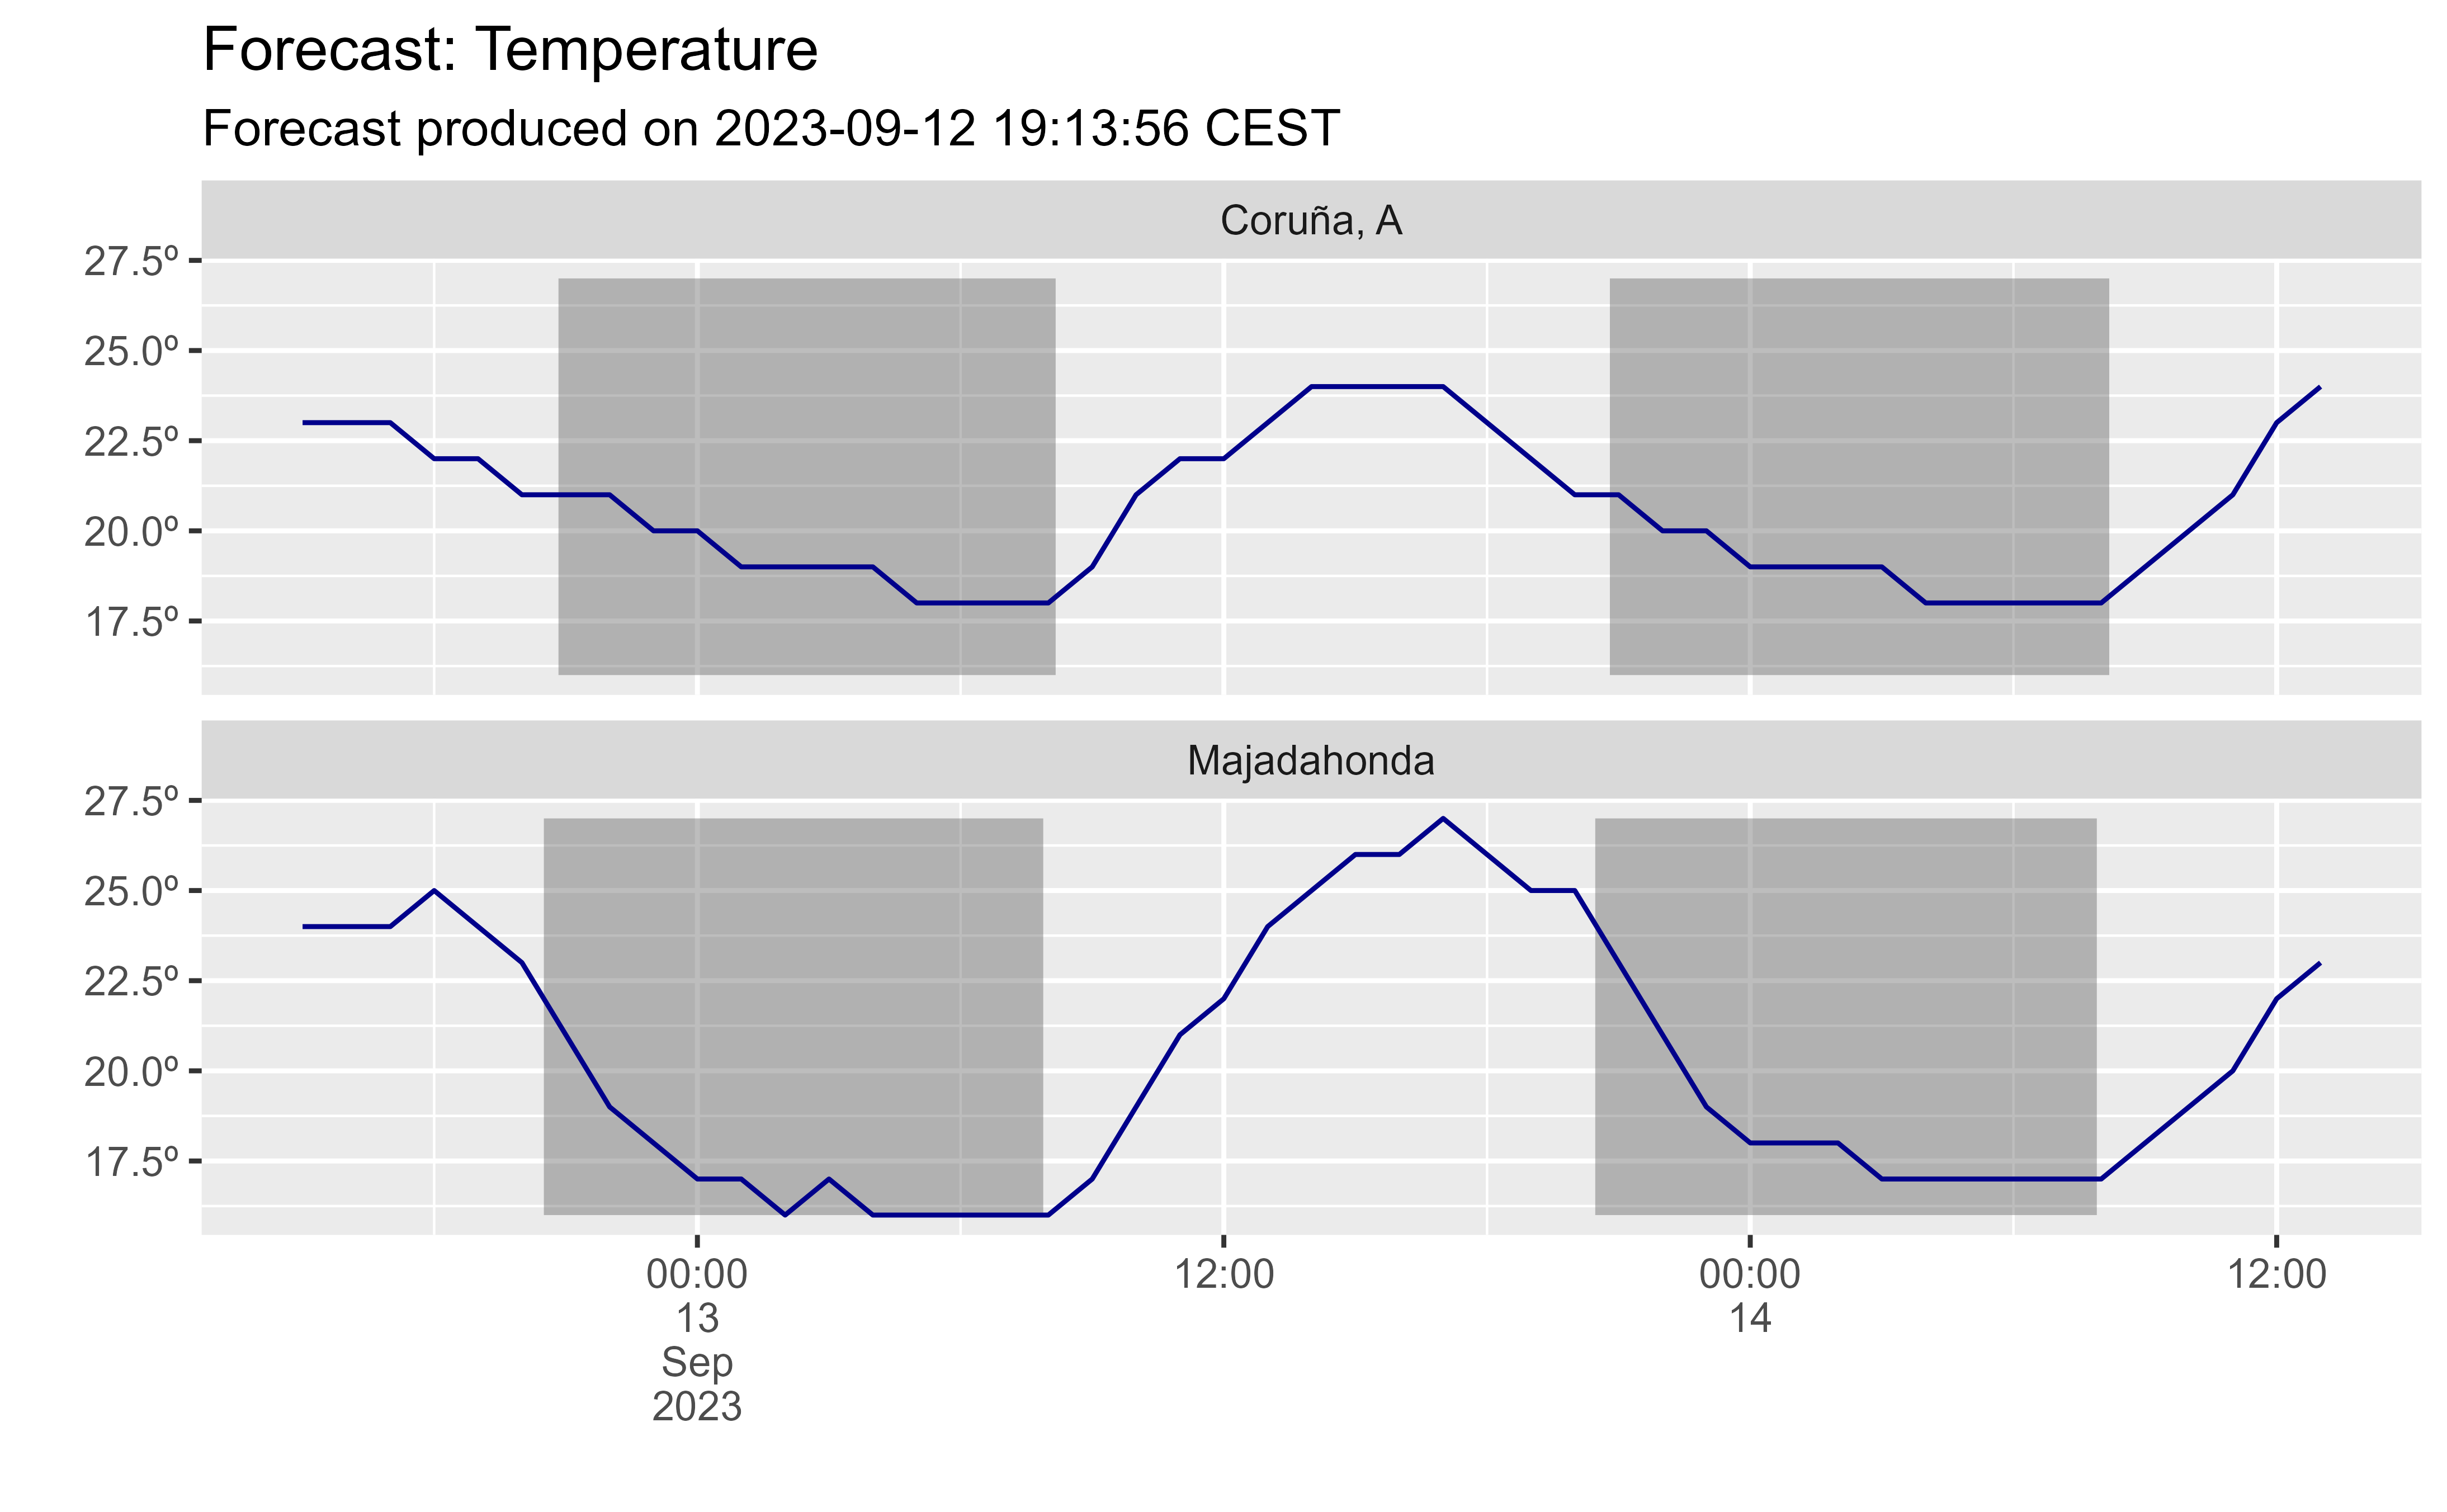 Forecast: Temperature
Forecast produced on 2023-09-12 19:13:56 CEST
Coruña, A
27.5º
25.0º
22.5º
20.0º
17.5º
Majadahonda
27.5º
25.0º
22.5º
20.0º
17.5º
00:00 12:00 00:00 12:00
13 14
Sep
2023